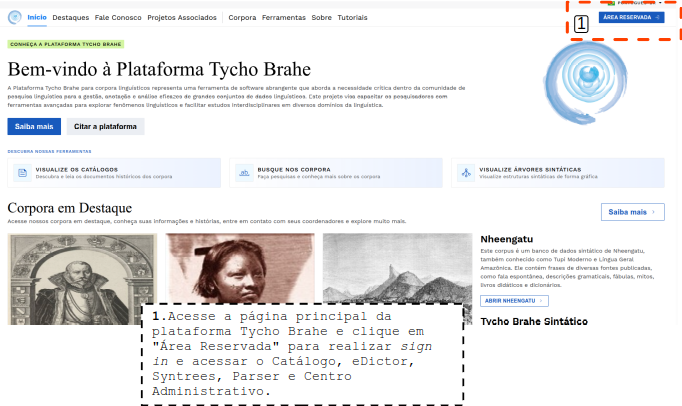 Início Destaques Fale Conosco Projetos Associados Corpora Ferramentas Sobre Tutoriais
1
ÁREA RESERVADA
CONHEÇA A PLATAFORMA TYCHO BRAHE
Bem-vindo à Plataforma Tycho Brahe
A Plataforma Tycho Brahe para corpora linguísticos representa uma ferramenta de software abrangente que aborda a necessidade crítica dentro da comunidade de
pesquisa linguística para a gestão, anotação e análise eficazes de grandes conjuntos de dados linguísticos. Este projeto visa capacitar os pesquisadores com
ferramentas avançadas para explorar fenômenos linguísticos e facilitar estudos interdisciplinares em diversos domínios da linguística.
Saiba mais
Citar a plataforma
DESCUBRA NOSSAS FERRAMENTAS
VISUALIZE OS CATÁLOGOS
Descubra e leia os documentos históricos dos corpora
BUSQUE NOS CORPORA
Faça pesquisas e conheça mais sobre os corpora
VISUALIZE ÁRVORES SINTÁTICAS
Visualize estruturas sintáticas de forma gráfica
Corpora em Destaque
Acesse nossos corpora em destaque, conheça suas informações e histórias, entre em contato com seus coordenadores e explore muito mais.
Saiba mais
Nheengatu
Este corpus é um banco de dados sintático de Nheengatu,
também conhecido como Tupi Moderno e Língua Geral
Amazônica. Ele contém frases de diversas fontes publicadas,
como fala espontânea, descrições gramaticais, fábulas, mitos,
livros didáticos e dicionários.
ABRIR NHEENGATU
Tycho Brahe Sintático
1.Acesse a página principal da
plataforma Tycho Brahe e clique em
"Área Reservada" para realizar sign
in e acessar o Catálogo, eDictor,
Syntrees, Parser e Centro
Administrativo.